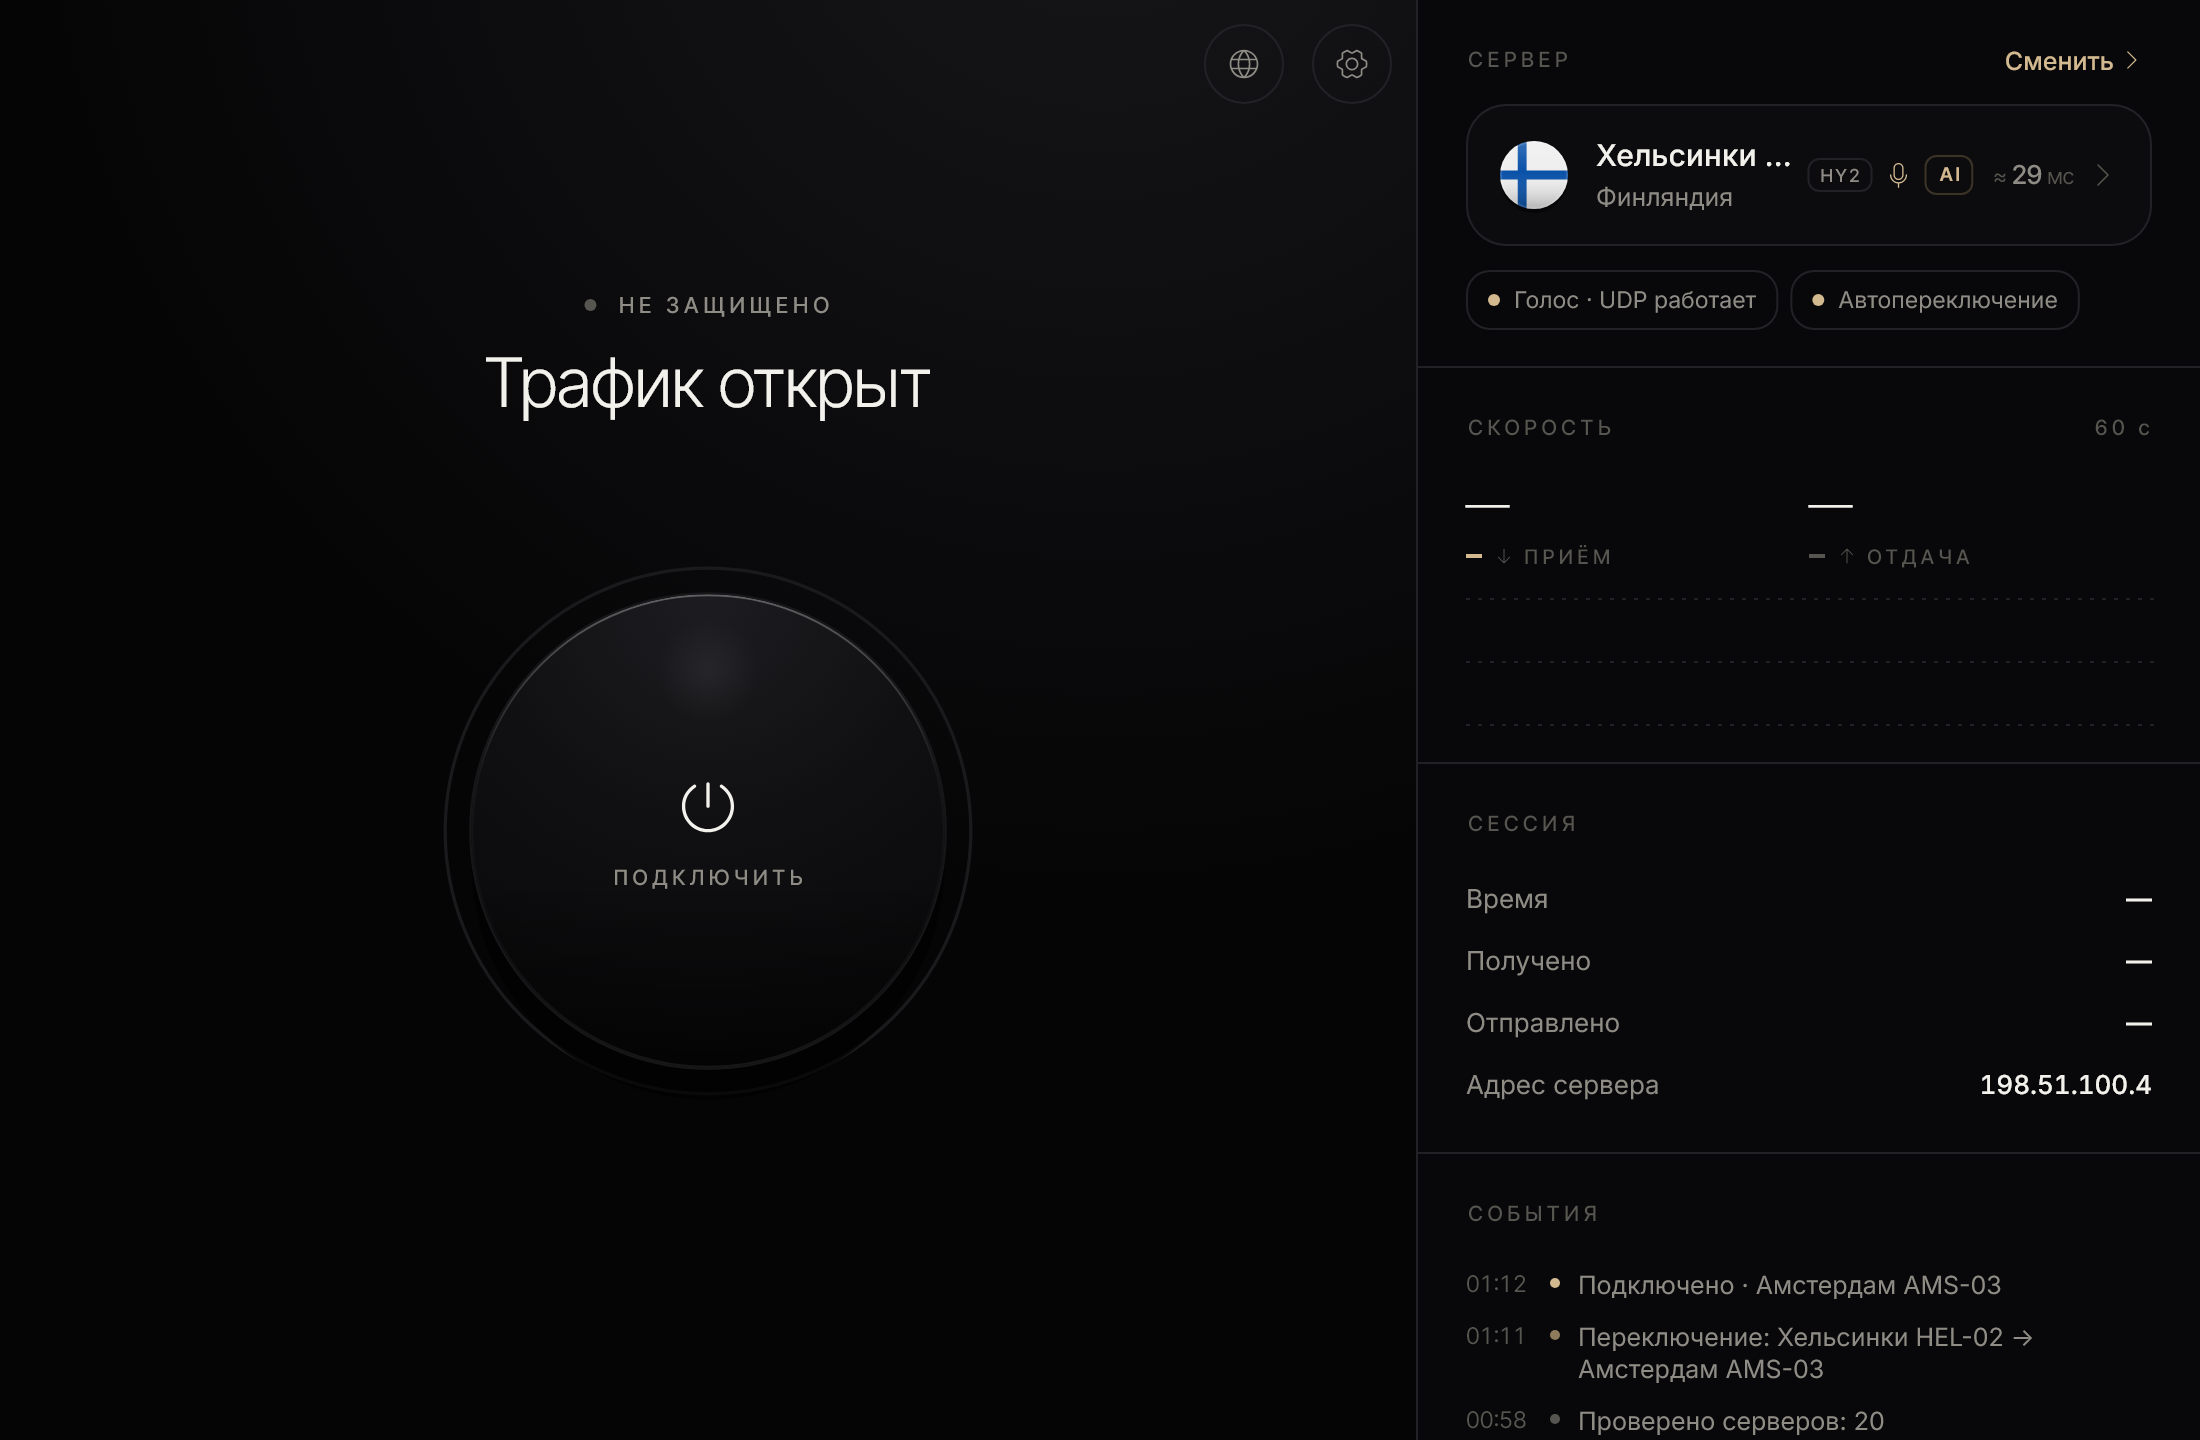 НЕ ЗАЩИЩЕНО
Трафик открыт
ПОДКЛЮЧИТЬ
СЕРВЕР
Сменить
Хельсинки ...
Финляндия
HY2
AI
≈ 29 мс
Голос · UDP работает
Автопереключение
СКОРОСТЬ
60 с
—
—
↓ ПРИЁМ
↑ ОТДАЧА
СЕССИЯ
Время —
Получено —
Отправлено —
Адрес сервера 198.51.100.4
СОБЫТИЯ
01:12 Подключено · Амстердам AMS-03
01:11 Переключение: Хельсинки HEL-02 →
Амстердам AMS-03
00:58 Проверено серверов: 20